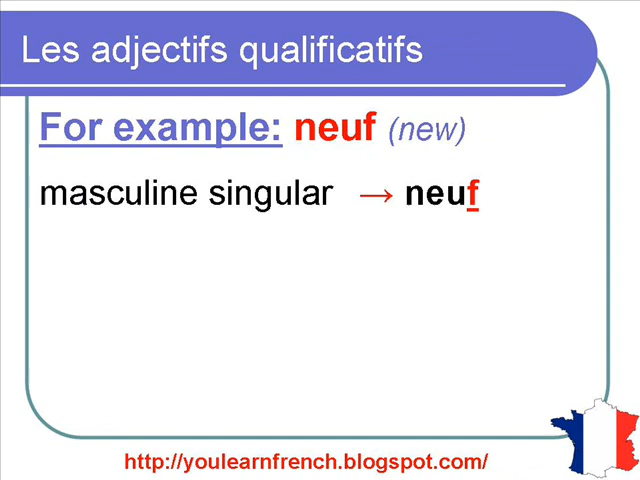 Les adjectifs qualificatifs
For example: neuf (new)
masculine singular → neuf
http://youlearnfrench.blogspot.com/